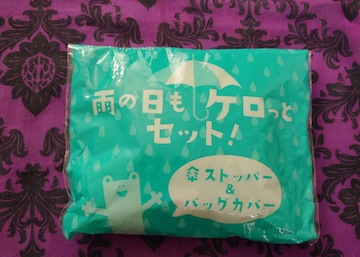 雨の日もケロっと
セット!
傘ストッパー
&
バッグカバー